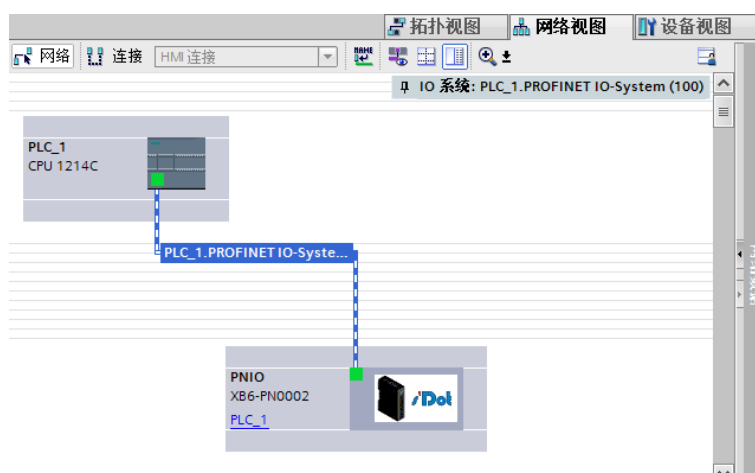 拓扑视图 网络视图 设备视图
网络 连接 HMI 连接
IO 系统: PLC_1.PROFINET IO-System (100)
PLC_1
CPU 1214C
PLC_1.PROFINET IO-Syste...
PNIO
XB6-PN0002
PLC_1
iDot